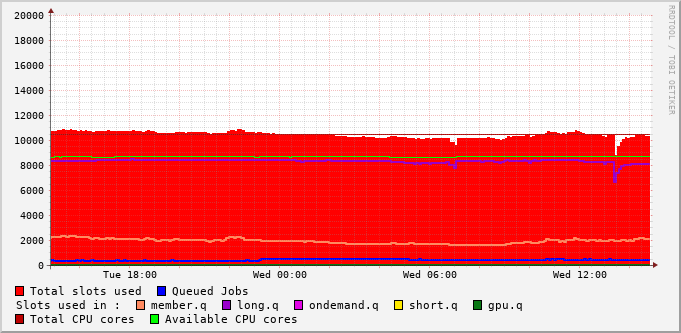 RRDTOOL / TOBI OETIKER
20000
18000
16000
14000
12000
10000
8000
6000
4000
2000
0
Tue 18:00 Wed 00:00 Wed 06:00 Wed 12:00
Total slots used Queued Jobs
Slots used in : member.q long.q ondemand.q short.q gpu.q
Total CPU cores Available CPU cores